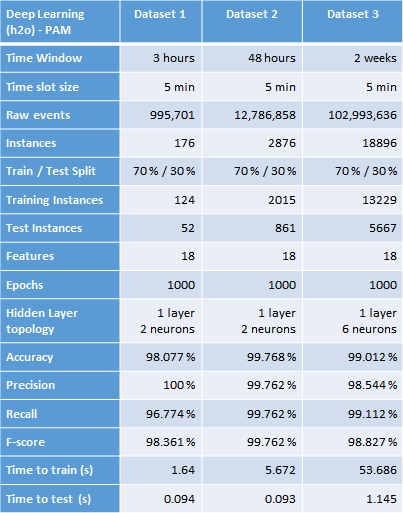 Deep Learning (h2o) - PAM Dataset 1 Dataset 2 Dataset 3
Time Window 3 hours 48 hours 2 weeks
Time slot size 5 min 5 min 5 min
Raw events 995,701 12,786,858 102,993,636
Instances 176 2876 18896
Train / Test Split 70% / 30% 70% / 30% 70% / 30%
Training Instances 124 2015 13229
Test Instances 52 861 5667
Features 18 18 18
Epochs 1000 1000 1000
Hidden Layer topology 1 layer 2 neurons 1 layer 2 neurons 1 layer 6 neurons
Accuracy 98.077% 99.768% 99.012%
Precision 100% 99.762% 98.544%
Recall 96.774% 99.762% 99.112%
F-score 98.361% 99.762% 98.827%
Time to train (s) 1.64 5.672 53.686
Time to test (s) 0.094 0.093 1.145